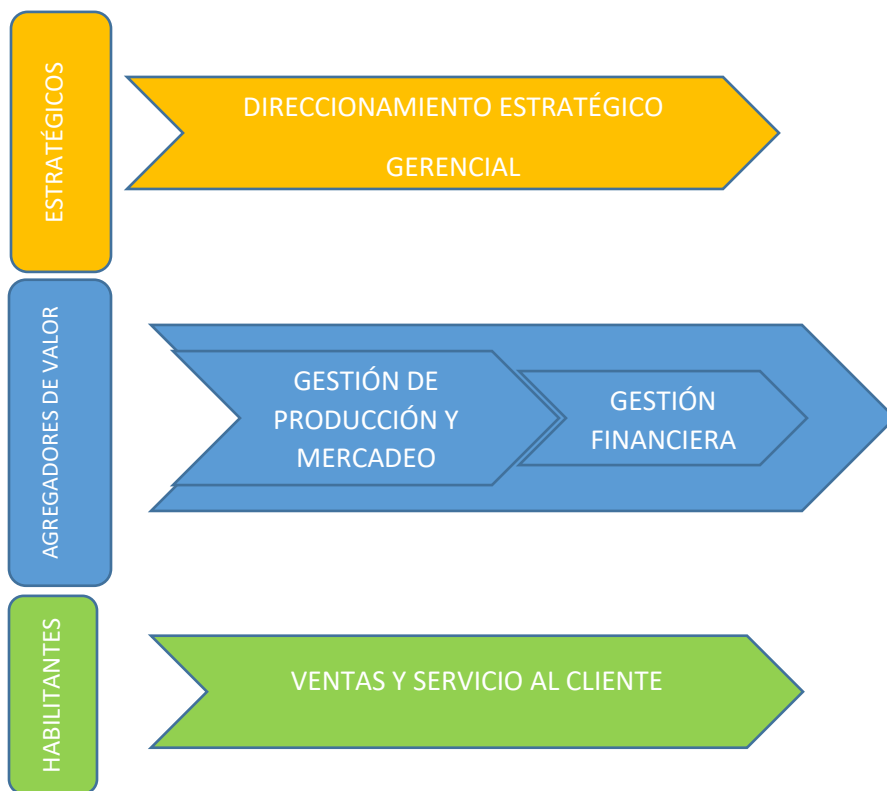 ESTRATÉGICOS
DIRECCIONAMIENTO ESTRATÉGICO
GERENCIAL
AGREGADORES DE VALOR
GESTIÓN DE
PRODUCCIÓN Y
MERCADEO
GESTIÓN
FINANCIERA
HABILITANTES
VENTAS Y SERVICIO AL CLIENTE